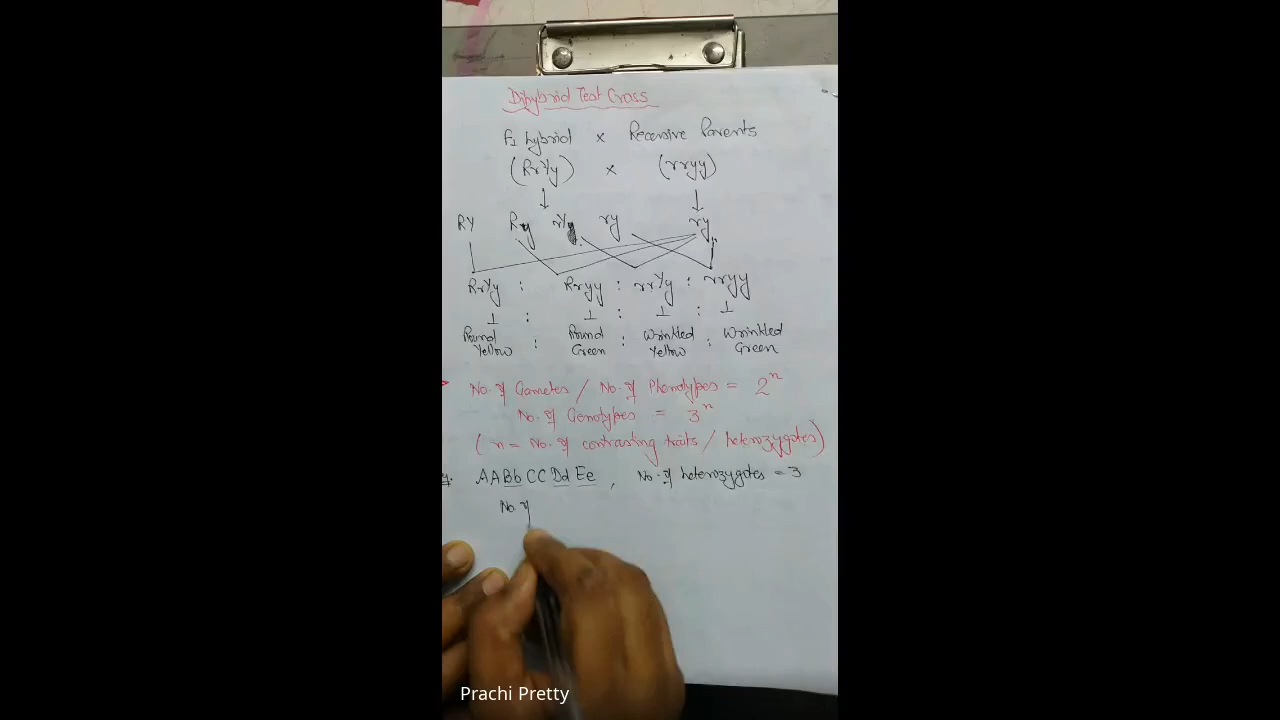 Dihybrid Test Cross
F1 hybrid × Recessive Parents
(RrYy) × (rryy)
RY Ry rY ry ry
RrYy : Rryy : rrYy : rryy
1 : 1 : 1 : 1
Round Yellow : Round Green : Wrinkled Yellow : Wrinkled Green
No. of Gametes / No. of Phenotypes = 2^n
No. of Genotypes = 3^n
(n = No. of contrasting traits / heterozygotes)
AABbCCDdEe , No. of heterozygotes = 3
No. of
Prachi Pretty